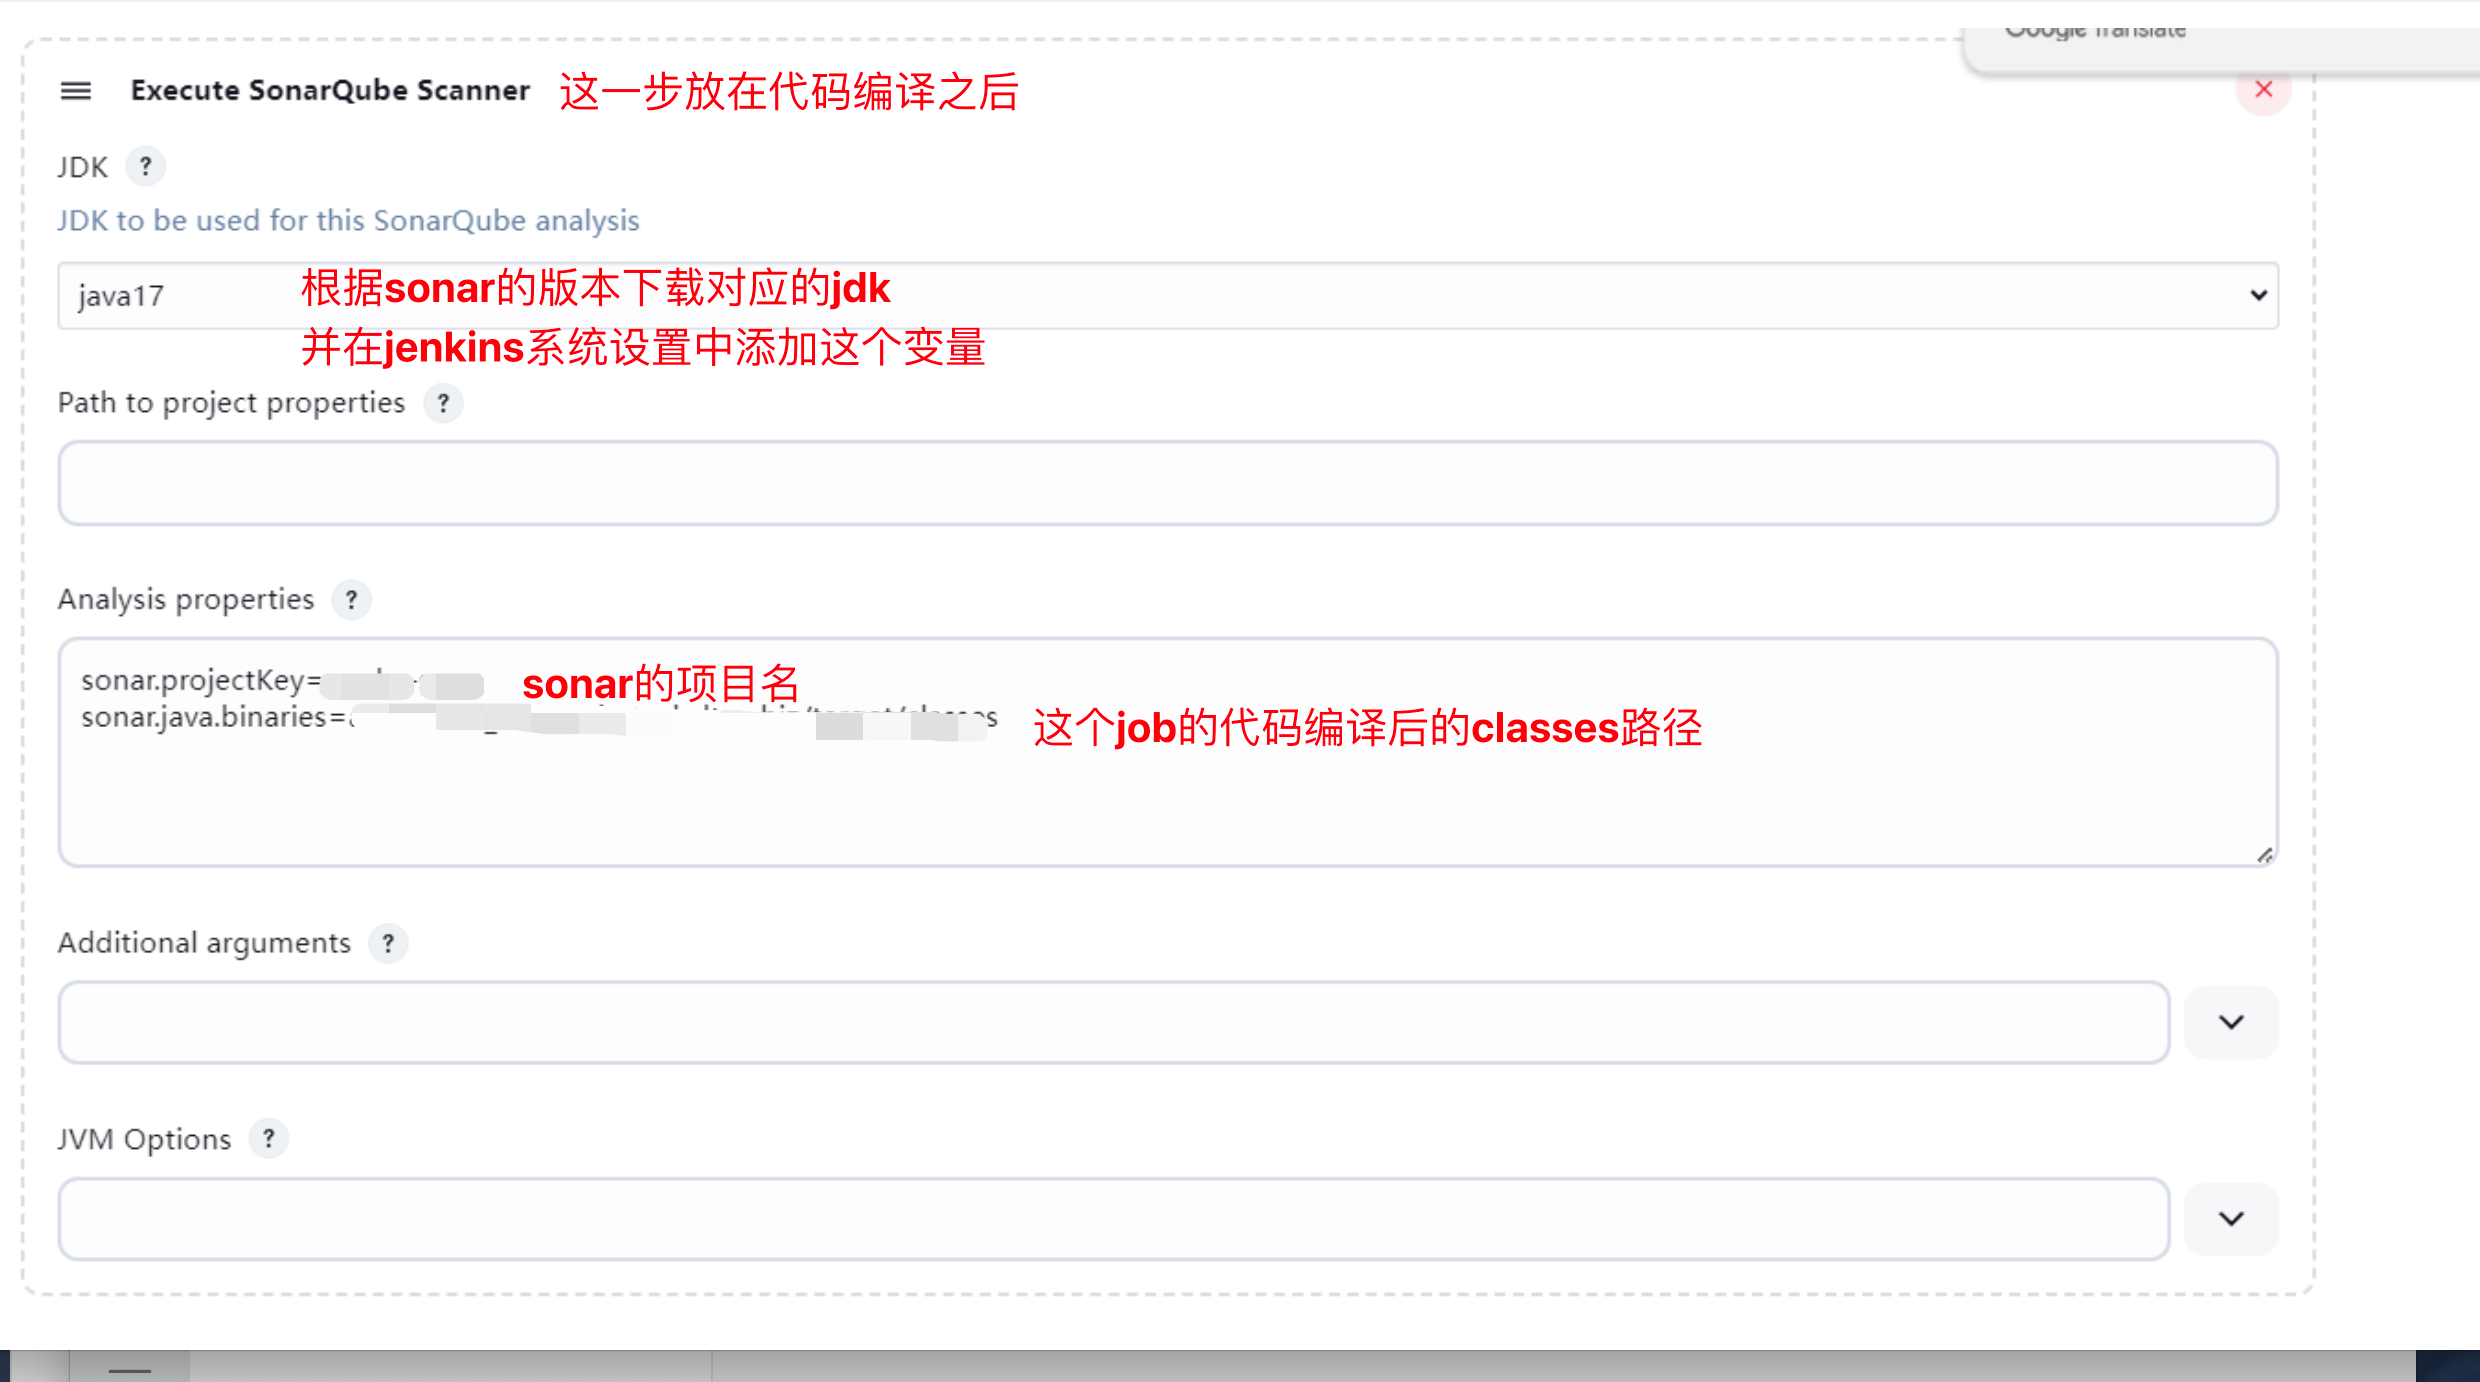 Google Translate
Execute SonarQube Scanner 这一步放在代码编译之后
JDK ?
JDK to be used for this SonarQube analysis
java17 根据sonar的版本下载对应的jdk
并在jenkins系统设置中添加这个变量
Path to project properties ?
Analysis properties ?
sonar.projectKey= sonar的项目名
sonar.java.binaries= /target/classes 这个job的代码编译后的classes路径
Additional arguments ?
JVM Options ?